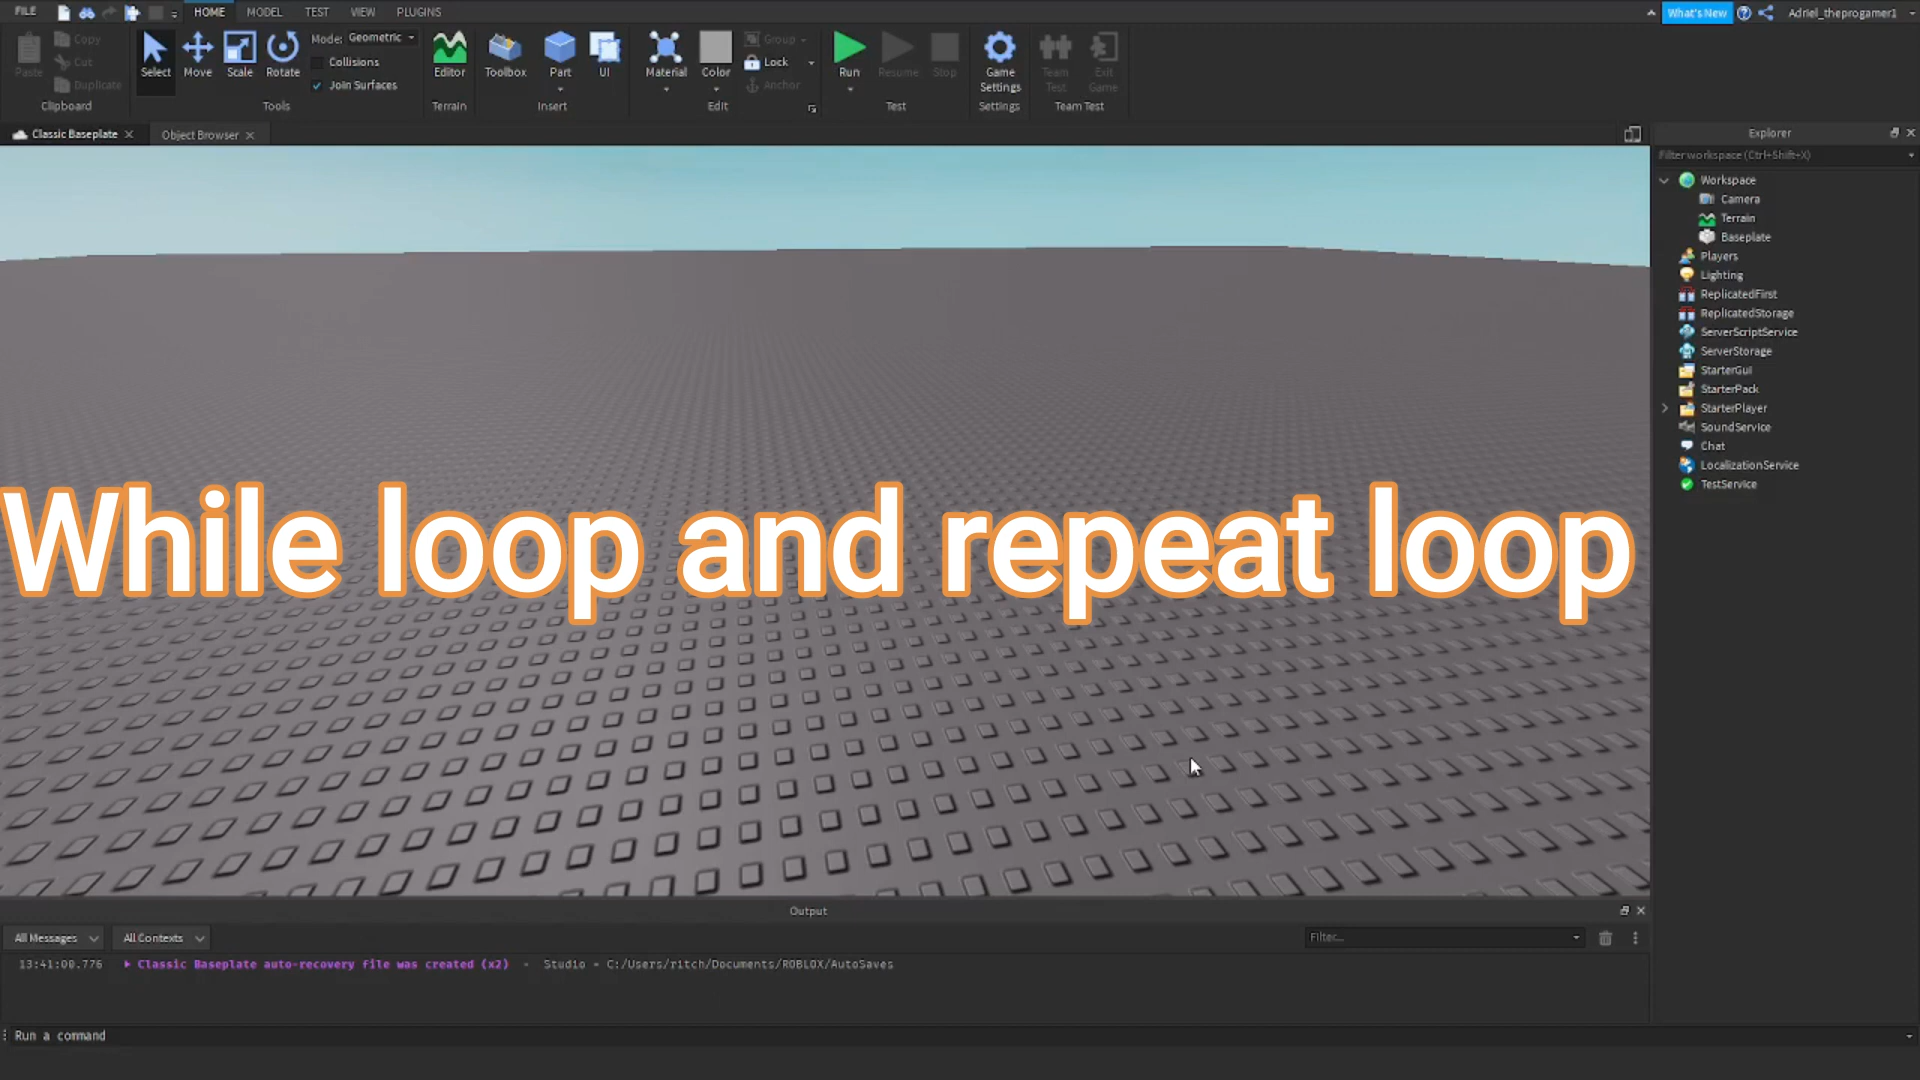 FILE
HOME
MODEL
TEST
VIEW
PLUGINS
What's New
Adriel_theprogamer1
Paste
Copy
Cut
Duplicate
Clipboard
Select
Move
Scale
Rotate
Mode: Geometric
Collisions
Join Surfaces
Tools
Editor
Terrain
Toolbox
Part
UI
Insert
Material
Color
Group
Lock
Anchor
Edit
Run
Resume
Stop
Test
Game
Settings
Settings
Team
Test
Exit
Game
Team Test
Classic Baseplate
Object Browser
Explorer
Filter workspace (Ctrl+Shift+X)
Workspace
Camera
Terrain
Baseplate
Players
Lighting
ReplicatedFirst
ReplicatedStorage
ServerScriptService
ServerStorage
StarterGui
StarterPack
StarterPlayer
SoundService
Chat
LocalizationService
TestService
While loop and repeat loop
Output
All Messages
All Contexts
Filter...
13:41:00.776 Classic Baseplate auto-recovery file was created (x2) - Studio - C:/Users/ritch/Documents/ROBLOX/AutoSaves
Run a command